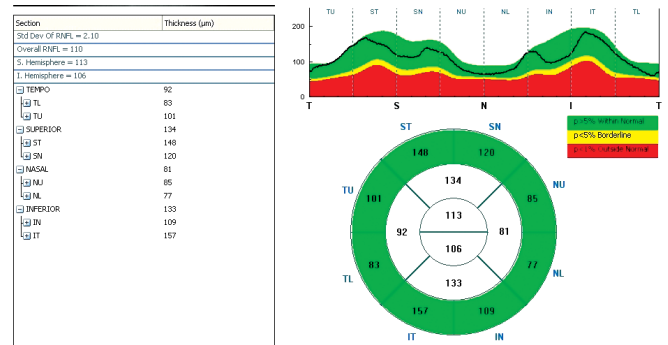 Section Thickness (µm)
Std Dev Of RNFL = 2.10
Overall RNFL = 110
S. Hemisphere = 113
I. Hemisphere = 106
TEMPO 92
TL 83
TU 101
SUPERIOR 134
ST 148
SN 120
NASAL 81
NU 85
NL 77
INFERIOR 133
IN 109
IT 157
TU ST SN NU NL IN IT TL
200
100
0
T S N I T
p>5% Within Normal
p<5% Borderline
p<1% Outside Normal
ST SN
148 120
134
TU NU
101 85
113
92 81
106
83 77
TL NL
133
157 109
IT IN